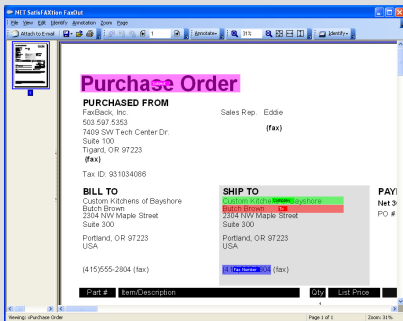 NET SatisFAXtion FaxOut
File Edit View Edit Identify Annotation Zoom Page
Attach to E-mail Annotate 31% Identify
1
Purchase Order
PURCHASED FROM
FaxBack, Inc. Sales Rep. Eddie
503.597.5353
7409 SW Tech Center Dr. (fax)
Suite 100
Tigard, OR 97223
(fax)
Tax ID: 931034086
BILL TO SHIP TO PAY
Custom Kitchens of Bayshore Custom Kitchens Bayshore Net 3
Butch Brown Butch Brown PO #
2304 NW Maple Street 2304 NW Maple Street
Suite 300 Suite 300
Portland, OR 97223 Portland, OR 97223
USA USA
(415)555-2804 (fax) Fax Number (fax)
Part # Item/Description Qty List Price
Viewing: <Purchase Order Page 1 of 1 Zoom: 31%